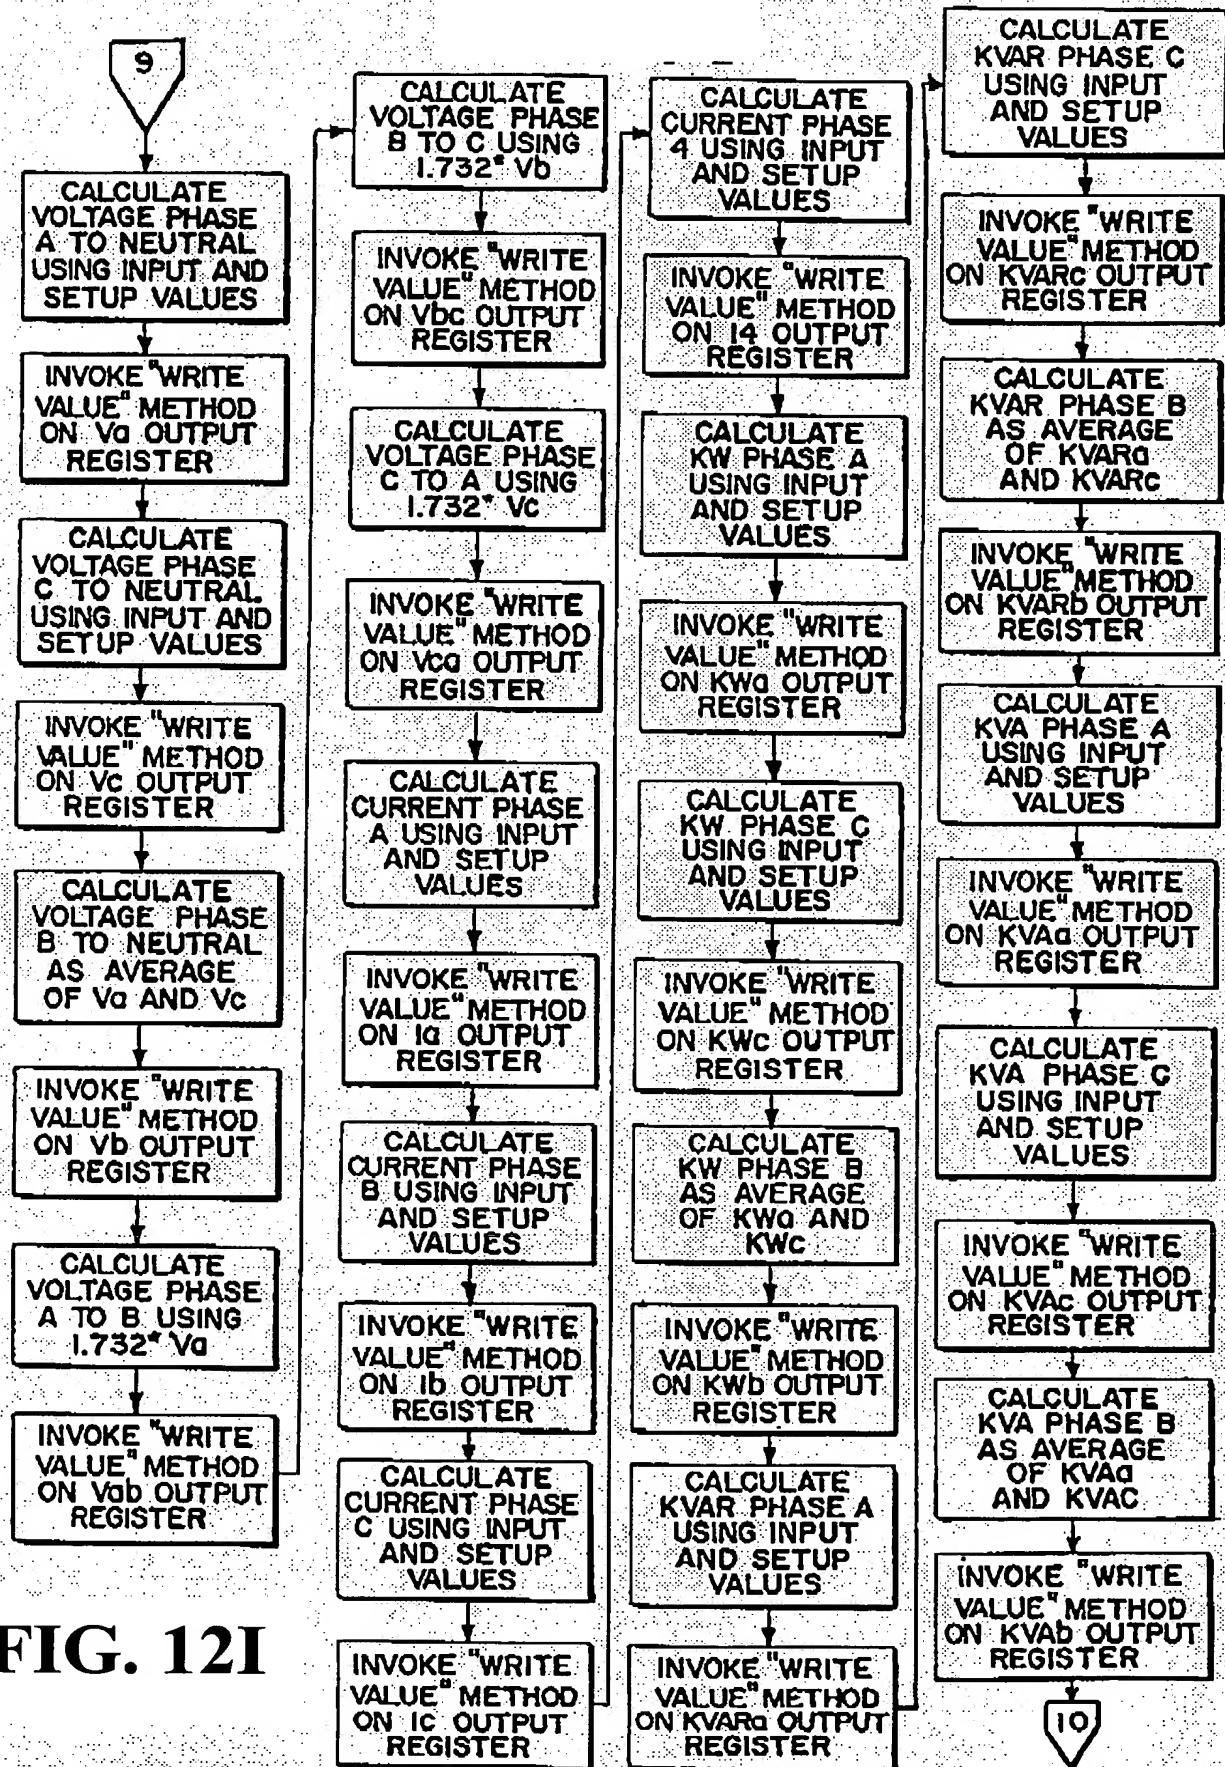 9
CALCULATE
VOLTAGE PHASE
A TO NEUTRAL
USING INPUT AND
SETUP VALUES
INVOKE "WRITE
VALUE" METHOD
ON Va OUTPUT
REGISTER
CALCULATE
VOLTAGE PHASE
C TO NEUTRAL
USING INPUT AND
SETUP VALUES
INVOKE "WRITE
VALUE" METHOD
ON Vc OUTPUT
REGISTER
CALCULATE
VOLTAGE PHASE
B TO NEUTRAL
AS AVERAGE
OF Va AND Vc
INVOKE "WRITE
VALUE" METHOD
ON Vb OUTPUT
REGISTER
CALCULATE
VOLTAGE PHASE
A TO B USING
1.732* Va
INVOKE "WRITE
VALUE" METHOD
ON Vab OUTPUT
REGISTER
CALCULATE
VOLTAGE PHASE
B TO C USING
1.732* Vb
INVOKE "WRITE
VALUE" METHOD
ON Vbc OUTPUT
REGISTER
CALCULATE
VOLTAGE PHASE
C TO A USING
1.732* Vc
INVOKE "WRITE
VALUE" METHOD
ON Vca OUTPUT
REGISTER
CALCULATE
CURRENT PHASE
A USING INPUT
AND SETUP
VALUES
INVOKE "WRITE
VALUE" METHOD
ON Ia OUTPUT
REGISTER
CALCULATE
CURRENT PHASE
B USING INPUT
AND SETUP
VALUES
INVOKE "WRITE
VALUE" METHOD
ON Ib OUTPUT
REGISTER
CALCULATE
CURRENT PHASE
C USING INPUT
AND SETUP
VALUES
INVOKE "WRITE
VALUE" METHOD
ON Ic OUTPUT
REGISTER
CALCULATE
CURRENT PHASE
4 USING INPUT
AND SETUP
VALUES
INVOKE "WRITE
VALUE" METHOD
ON I4 OUTPUT
REGISTER
CALCULATE
KW PHASE A
USING INPUT
AND SETUP
VALUES
INVOKE "WRITE
VALUE" METHOD
ON KWa OUTPUT
REGISTER
CALCULATE
KW PHASE C
USING INPUT
AND SETUP
VALUES
INVOKE "WRITE
VALUE" METHOD
ON KWc OUTPUT
REGISTER
CALCULATE
KW PHASE B
AS AVERAGE
OF KWa AND
KWc
INVOKE "WRITE
VALUE" METHOD
ON KWb OUTPUT
REGISTER
CALCULATE
KVAR PHASE A
USING INPUT
AND SETUP
VALUES
INVOKE "WRITE
VALUE" METHOD
ON KVARa OUTPUT
REGISTER
CALCULATE
KVAR PHASE C
USING INPUT
AND SETUP
VALUES
INVOKE "WRITE
VALUE" METHOD
ON KVARc OUTPUT
REGISTER
CALCULATE
KVAR PHASE B
AS AVERAGE
OF KVARa
AND KVARc
INVOKE "WRITE
VALUE" METHOD
ON KVARb OUTPUT
REGISTER
CALCULATE
KVA PHASE A
USING INPUT
AND SETUP
VALUES
INVOKE "WRITE
VALUE" METHOD
ON KVAa OUTPUT
REGISTER
CALCULATE
KVA PHASE C
USING INPUT
AND SETUP
VALUES
INVOKE "WRITE
VALUE" METHOD
ON KVAc OUTPUT
REGISTER
CALCULATE
KVA PHASE B
AS AVERAGE
OF KVAa
AND KVAC
INVOKE "WRITE
VALUE" METHOD
ON KVAb OUTPUT
REGISTER
10
FIG. 12I